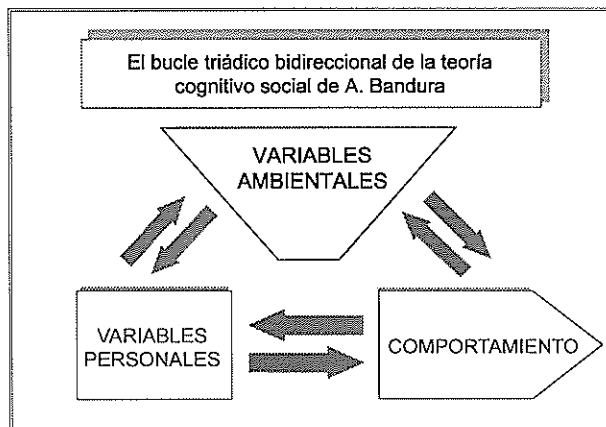 El bucle triádico bidireccional de la teoría
cognitivo social de A. Bandura
VARIABLES
AMBIENTALES
VARIABLES
PERSONALES
COMPORTAMIENTO